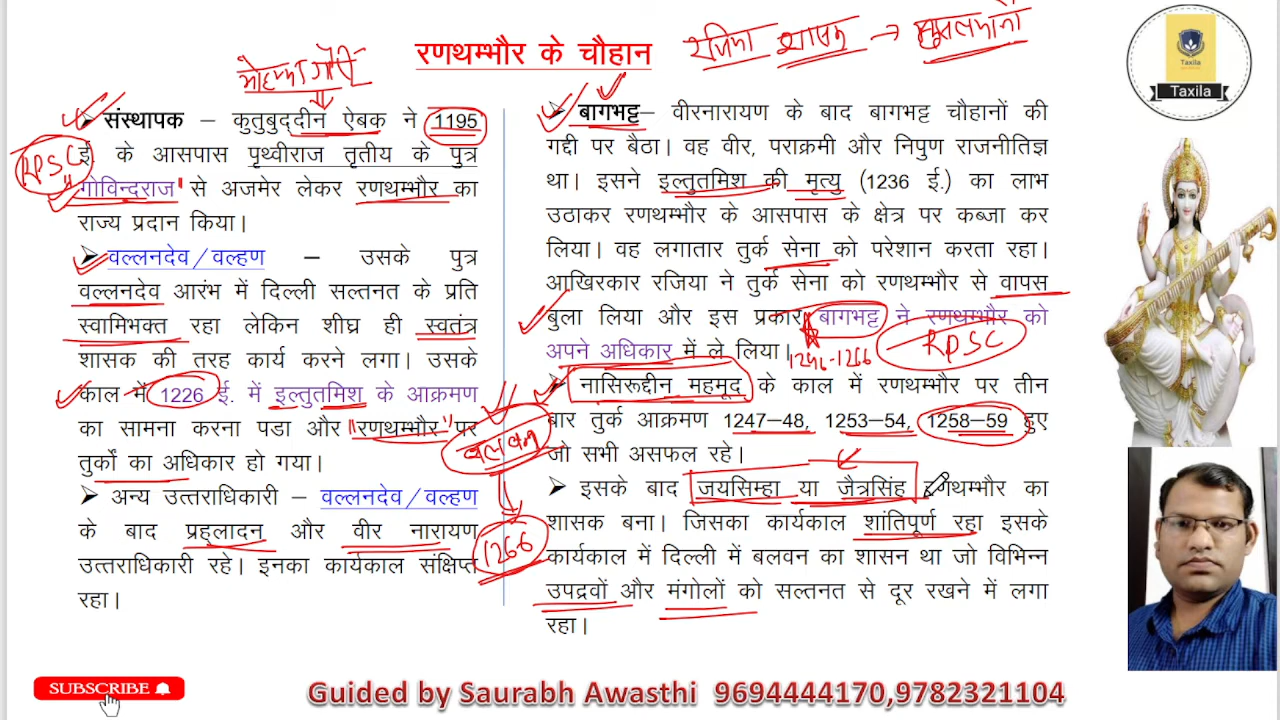 रणथम्भौर के चौहान
रजिया शासक → मुसलमानों
Taxila
Taxila
संस्थापक – कुतुबुद्दीन ऐबक ने 1195
ई. के आसपास पृथ्वीराज तृतीय के पुत्र
RPSC
"गोविन्दराज" से अजमेर लेकर रणथम्भौर का
राज्य प्रदान किया।
वल्लनदेव/वल्हण – उसके पुत्र
वल्लनदेव आरंभ में दिल्ली सल्तनत के प्रति
स्वामिभक्त रहा लेकिन शीघ्र ही स्वतंत्र
शासक की तरह कार्य करने लगा। उसके
काल में 1226 ई. में इल्तुतमिश के आक्रमण
का सामना करना पडा और "रणथम्भौर" पर
तुर्कों का अधिकार हो गया।
अन्य उत्तराधिकारी – वल्लनदेव/वल्हण
के बाद प्रहलादन और वीर नारायण
उत्तराधिकारी रहे। इनका कार्यकाल संक्षिप्त
रहा।
बलबन
1266
बागभट्ट– वीरनारायण के बाद बागभट्ट चौहानों की
गद्दी पर बैठा। वह वीर, पराक्रमी और निपुण राजनीतिज्ञ
था। इसने इल्तुतमिश की मृत्यु (1236 ई.) का लाभ
उठाकर रणथम्भौर के आसपास के क्षेत्र पर कब्जा कर
लिया। वह लगातार तुर्क सेना को परेशान करता रहा।
आखिरकार रजिया ने तुर्क सेना को रणथम्भौर से वापस
बुला लिया और इस प्रकार बागभट्ट ने रणथम्भौर को
अपने अधिकार में ले लिया।
RPSC
नासिरूद्दीन महमूद के काल में रणथम्भौर पर तीन
बार तुर्क आक्रमण 1247–48, 1253–54, 1258–59 हुए
जो सभी असफल रहे।
इसके बाद जयसिम्हा या जैत्रसिंह रणथम्भौर का
शासक बना। जिसका कार्यकाल शांतिपूर्ण रहा इसके
कार्यकाल में दिल्ली में बलवन का शासन था जो विभिन्न
उपद्रवों और मंगोलों को सल्तनत से दूर रखने में लगा
रहा।
SUBSCRIBE
Guided by Saurabh Awasthi 9694444170,9782321104